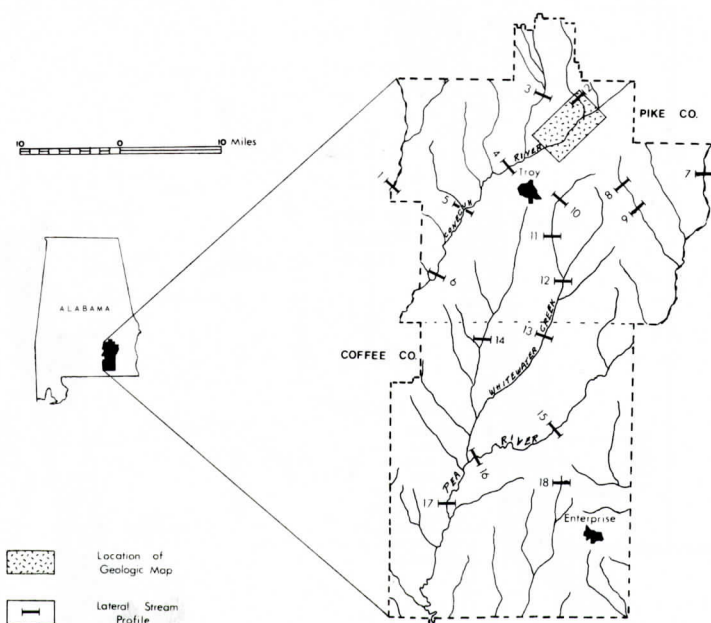 10 0 10 Miles
ALABAMA
PIKE CO.
COFFEE CO.
1
2
3
4
5
6
7
8
9
10
11
12
13
14
15
16
17
18
CONECUH RIVER
Troy
WHITEWATER CREEK
PEA RIVER
Enterprise
Location of
Geologic Map
Lateral Stream
Profile